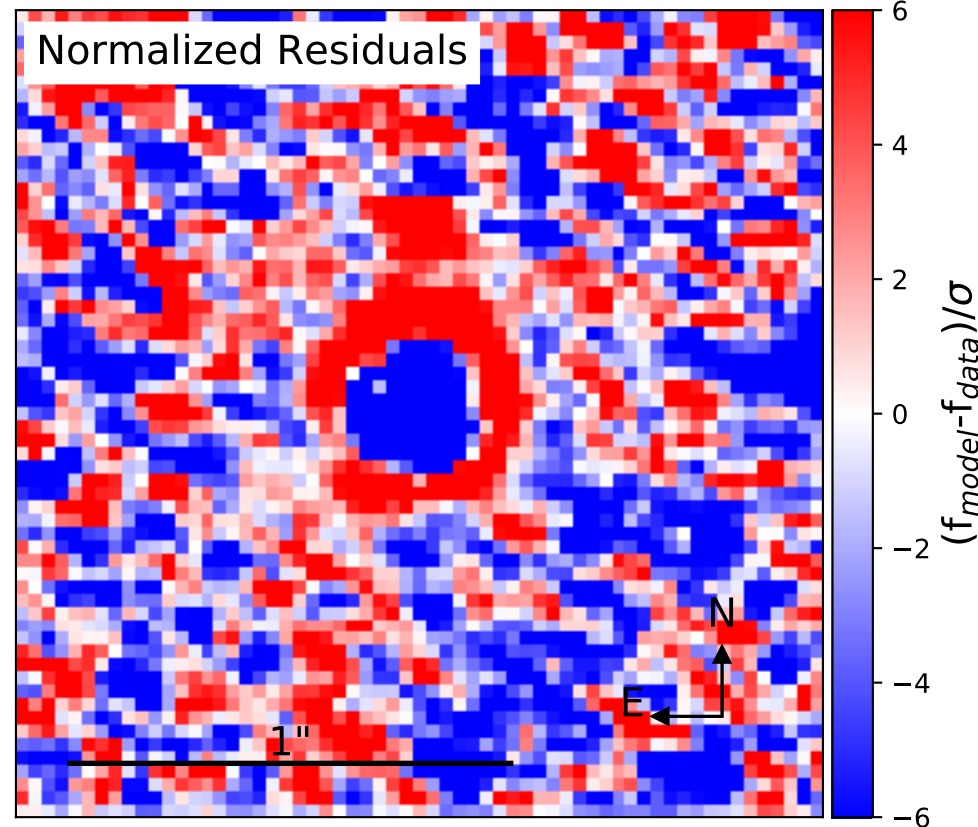 Normalized Residuals
6
4
2
0
−2
−4
−6
(f_model-f_data)/σ
N
E
1"